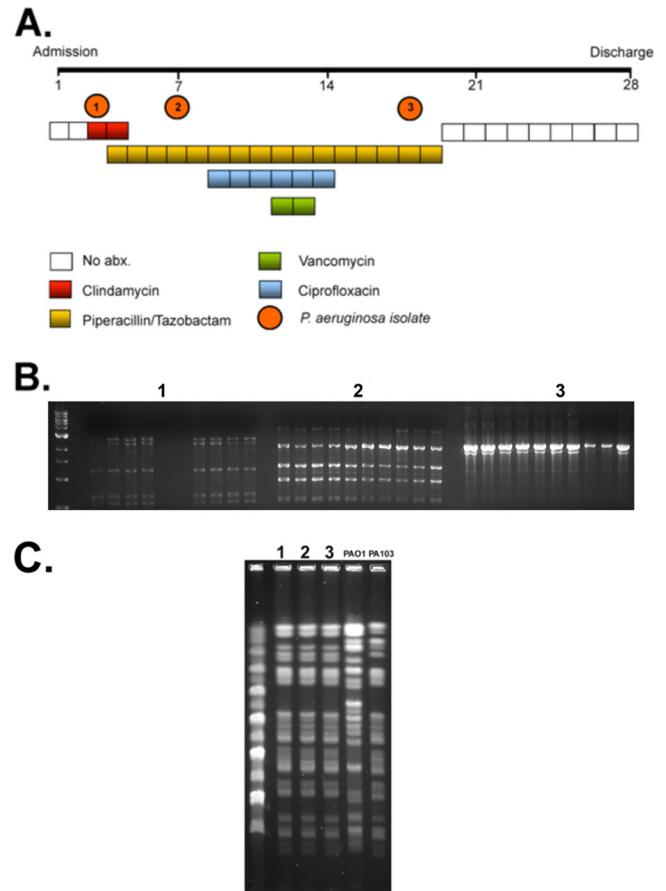 A.
Admission Discharge
1 7 14 21 28
1 2 3
No abx. Vancomycin
Clindamycin Ciprofloxacin
Piperacillin/Tazobactam P. aeruginosa isolate
B.
1 2 3
C.
1 2 3 PAO1 PA103